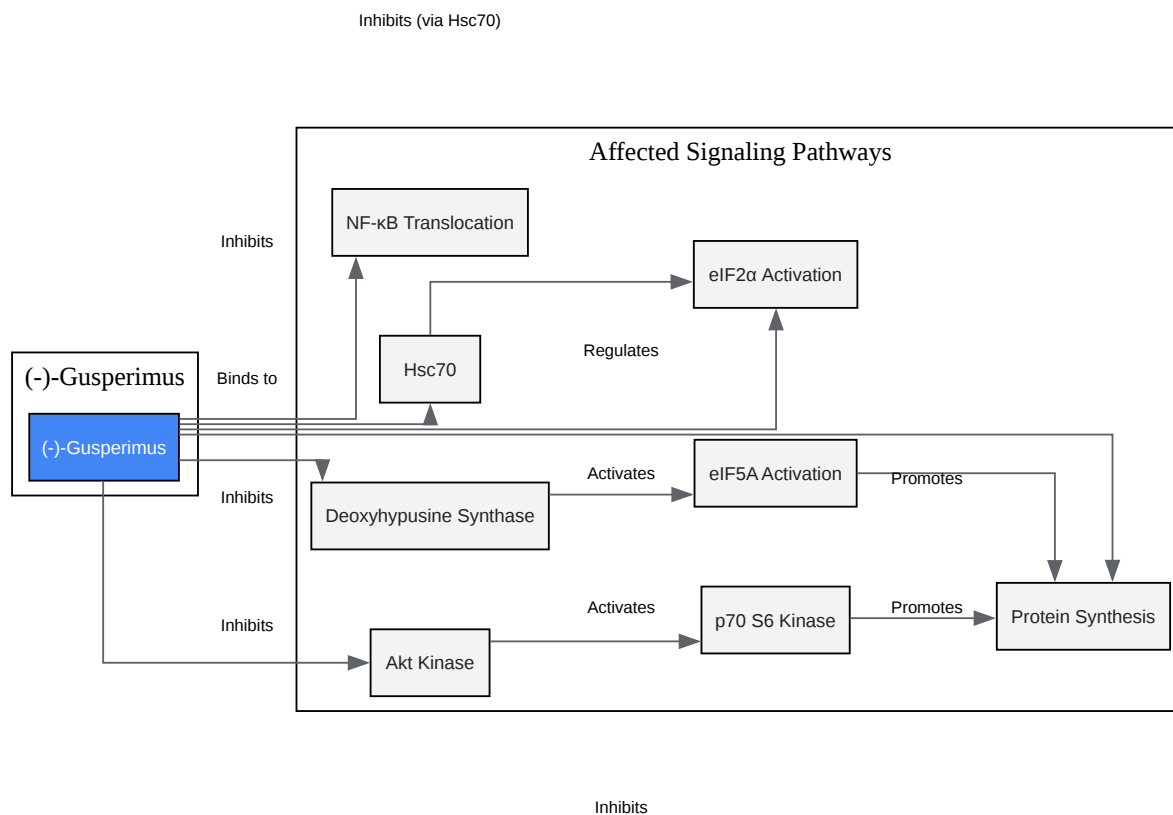 Inhibits (via Hsc70)
Affected Signaling Pathways
NF-κB Translocation
Inhibits
eIF2α Activation
Regulates
Hsc70
(-)-Gusperimus
Binds to
(-)-Gusperimus
Inhibits
Deoxyhypusine Synthase
Activates
eIF5A Activation
Promotes
Inhibits
Akt Kinase
Activates
p70 S6 Kinase
Promotes
Protein Synthesis
Inhibits